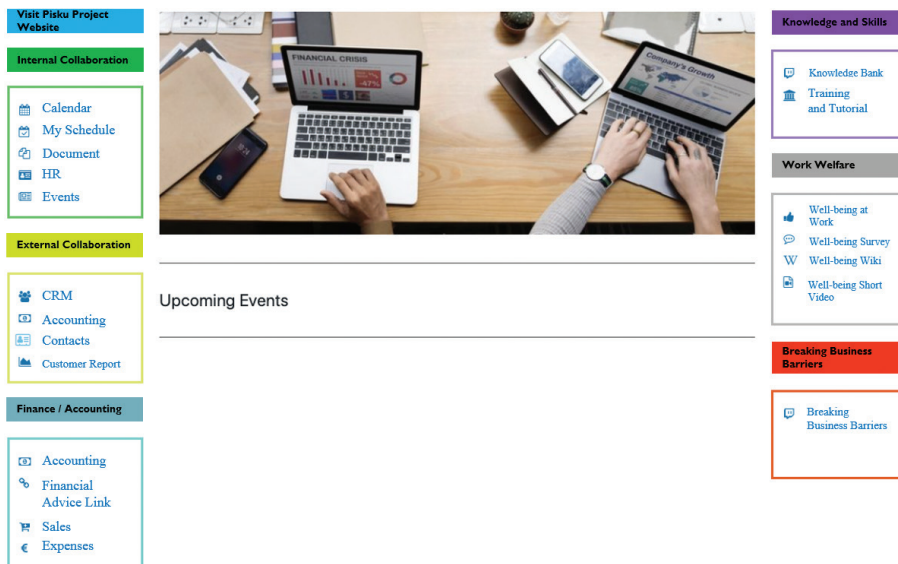 Visit Pisku Project
Website
Internal Collaboration
Calendar
My Schedule
Document
HR
Events
External Collaboration
CRM
Accounting
Contacts
Customer Report
Finance / Accounting
Accounting
Financial
Advice Link
Sales
Expenses
FINANCIAL CRISIS
-47%
Company's Growth
Upcoming Events
Knowledge and Skills
Knowledge Bank
Training
and Tutorial
Work Welfare
Well-being at
Work
Well-being Survey
W Well-being Wiki
Well-being Short
Video
Breaking Business
Barriers
Breaking
Business Barriers